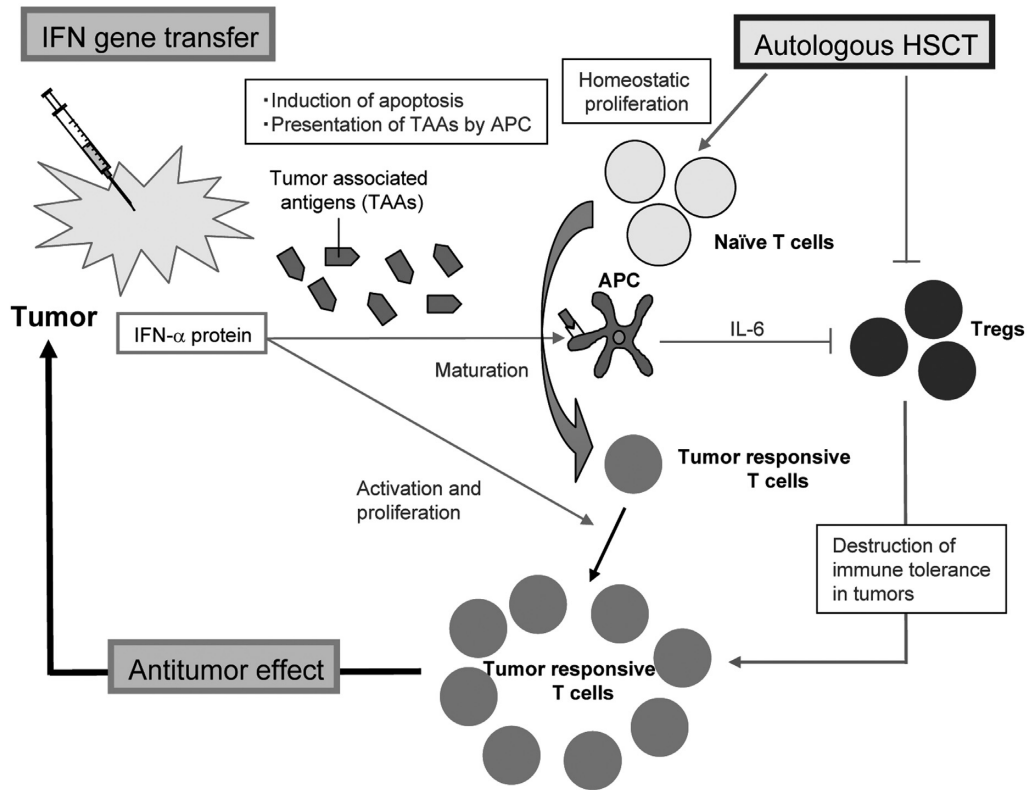 IFN gene transfer
Autologous HSCT
・Induction of apoptosis
・Presentation of TAAs by APC
Homeostatic
proliferation
Tumor associated
antigens (TAAs)
Naïve T cells
APC
Tumor
IFN-α protein
Maturation
IL-6
Tregs
Tumor responsive
T cells
Activation and
proliferation
Destruction of
immune tolerance
in tumors
Antitumor effect
Tumor responsive
T cells